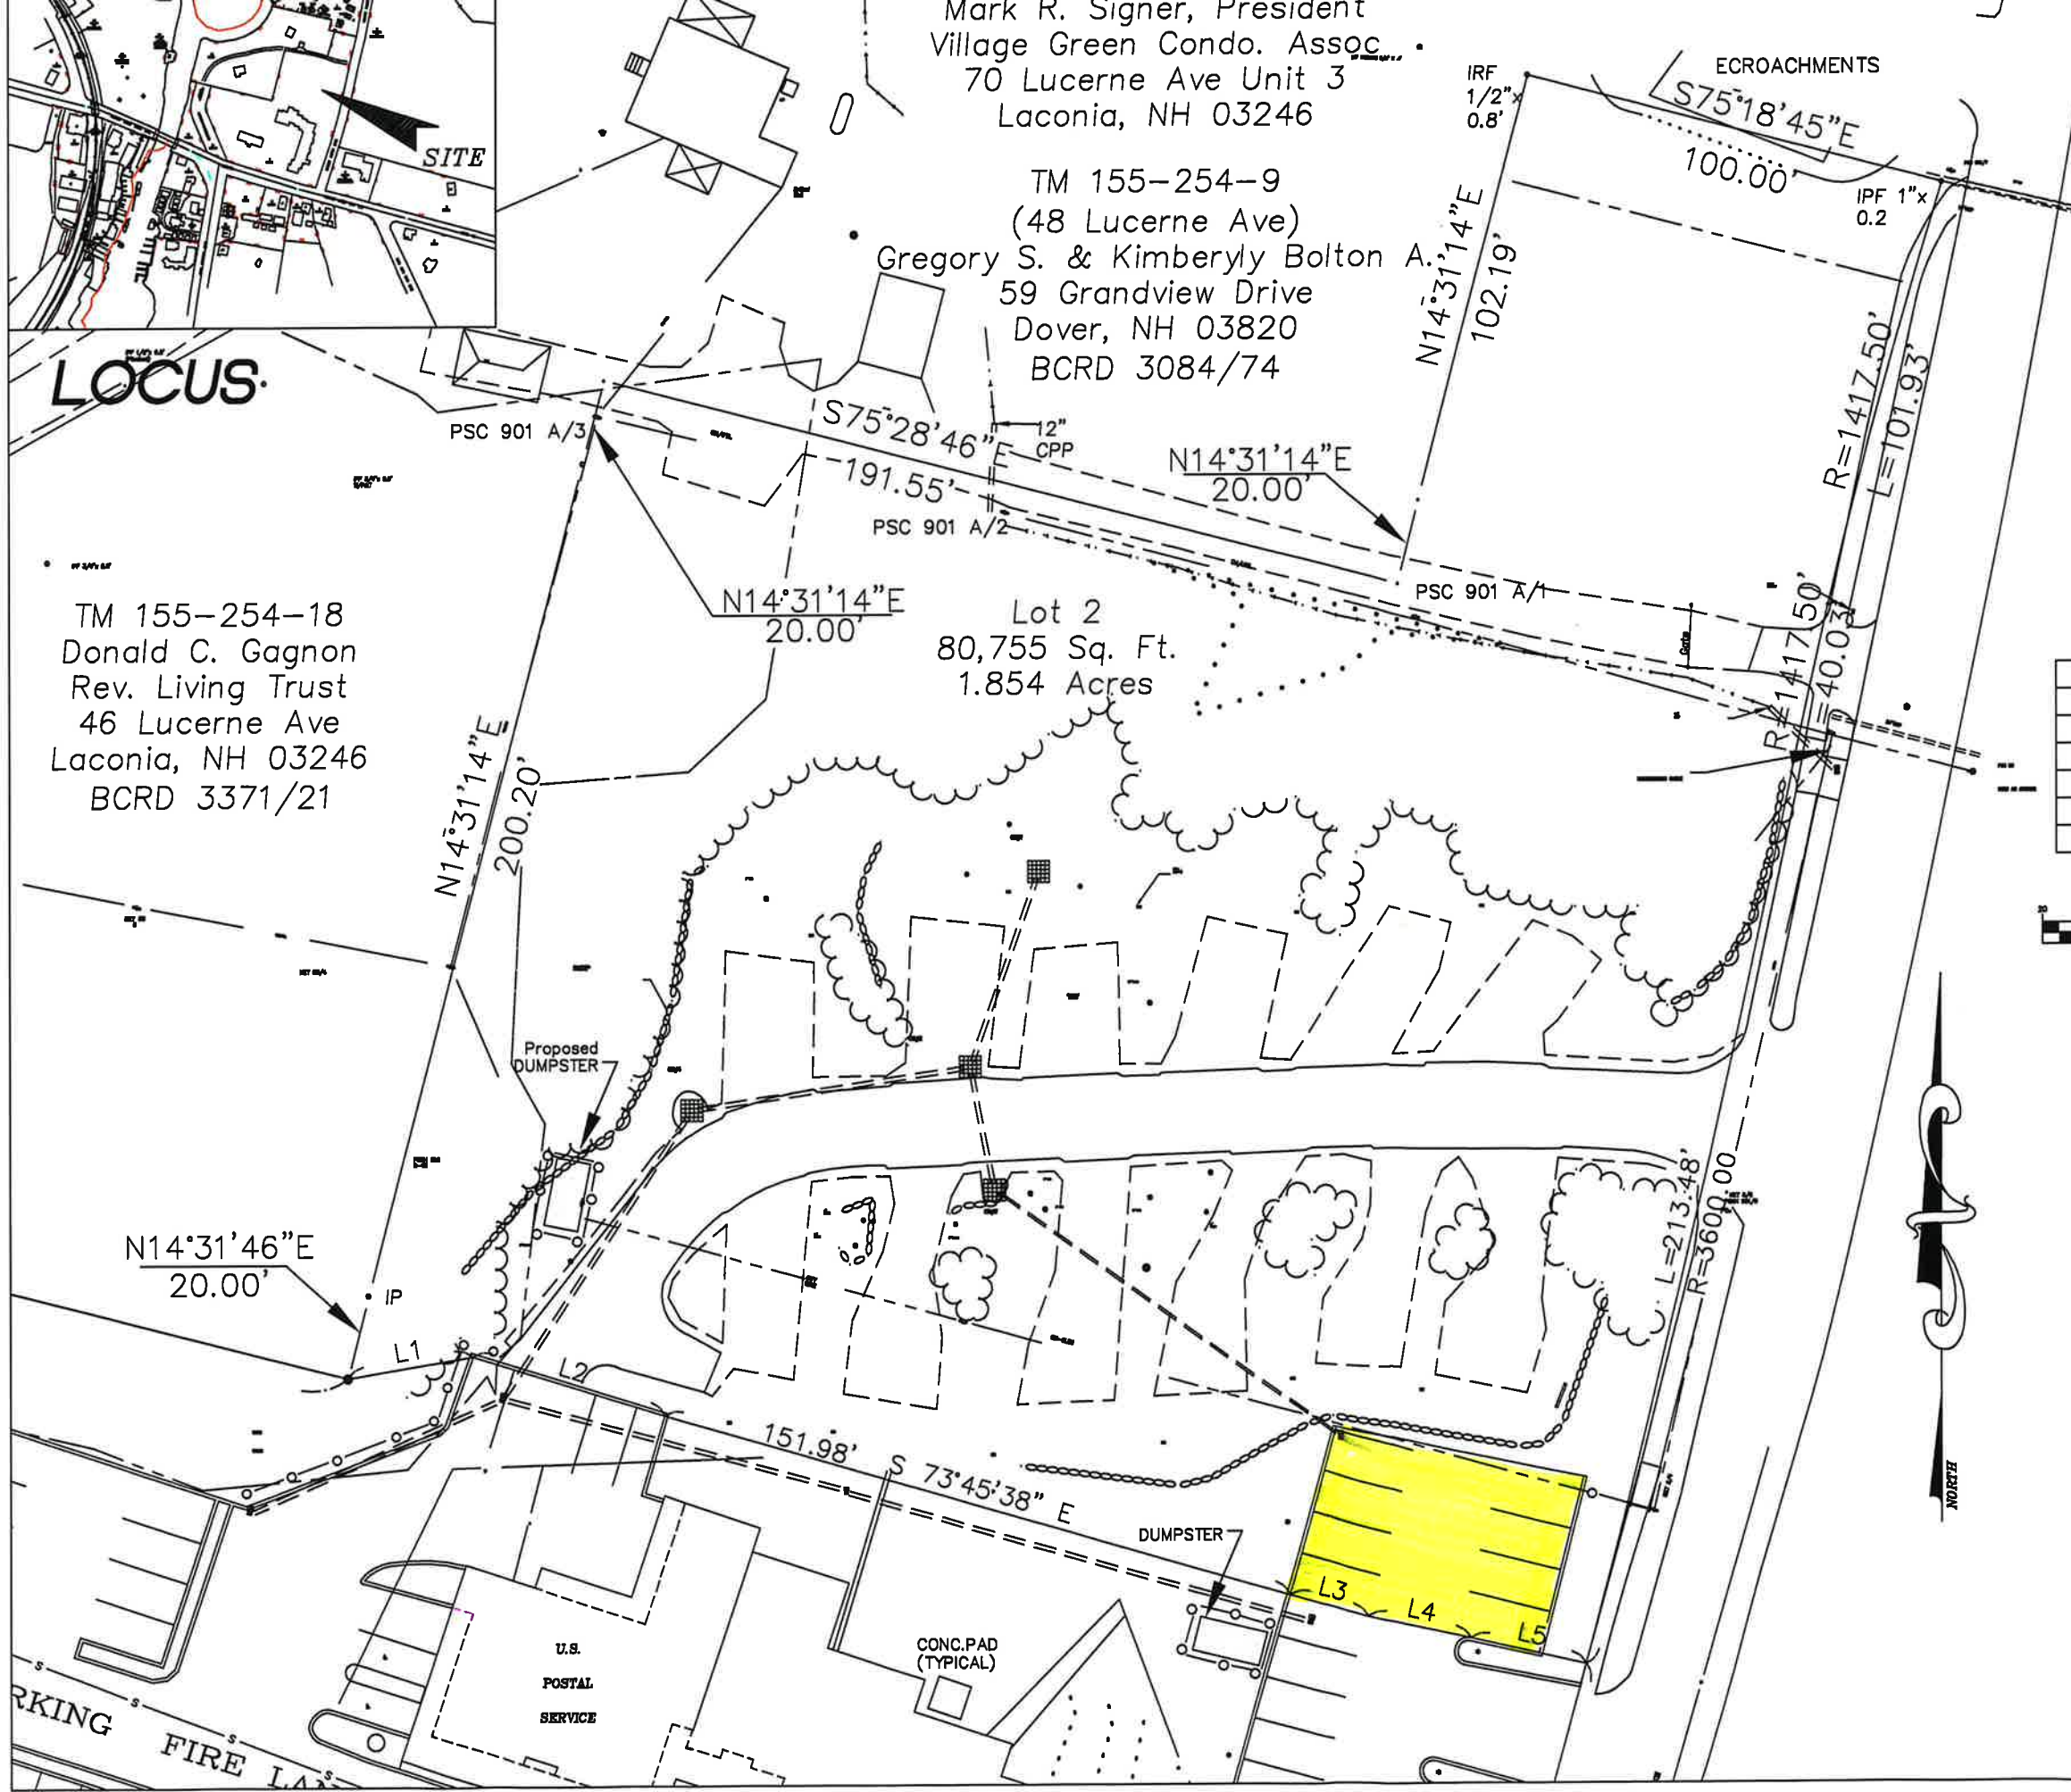 Mark R. Signer, President
Village Green Condo. Assoc.
70 Lucerne Ave Unit 3
Laconia, NH 03246
TM 155-254-9
(48 Lucerne Ave)
Gregory S. & Kimberyly Bolton A.
59 Grandview Drive
Dover, NH 03820
BCRD 3084/74
IRF
1/2"x
0.8'
ECROACHMENTS
S75°18'45"E
100.00'
IPF 1"x
0.2
SITE
LOCUS
N14°31'14"E
102.19'
R=1417.50'
L=101.93'
PSC 901 A/3
S75°28'46"E
191.55'
12"
CPP
PSC 901 A/2
N14°31'14"E
20.00'
PSC 901 A/1
Gate
N14°31'14"E
20.00'
Lot 2
80,755 Sq. Ft.
1.854 Acres
R=1417.50'
L=40.03'
TM 155-254-18
Donald C. Gagnon
Rev. Living Trust
46 Lucerne Ave
Laconia, NH 03246
BCRD 3371/21
N14°31'14"E
200.20'
20
Proposed
DUMPSTER
L=213.48'
R=3600.00
N14°31'46"E
20.00'
IP
L1
L2
151.98'
S 73°45'38" E
NORTH
DUMPSTER
L3
L4
L5
CONC.PAD
(TYPICAL)
U.S.
POSTAL
SERVICE
S
S
S
S
RKING
FIRE LAN